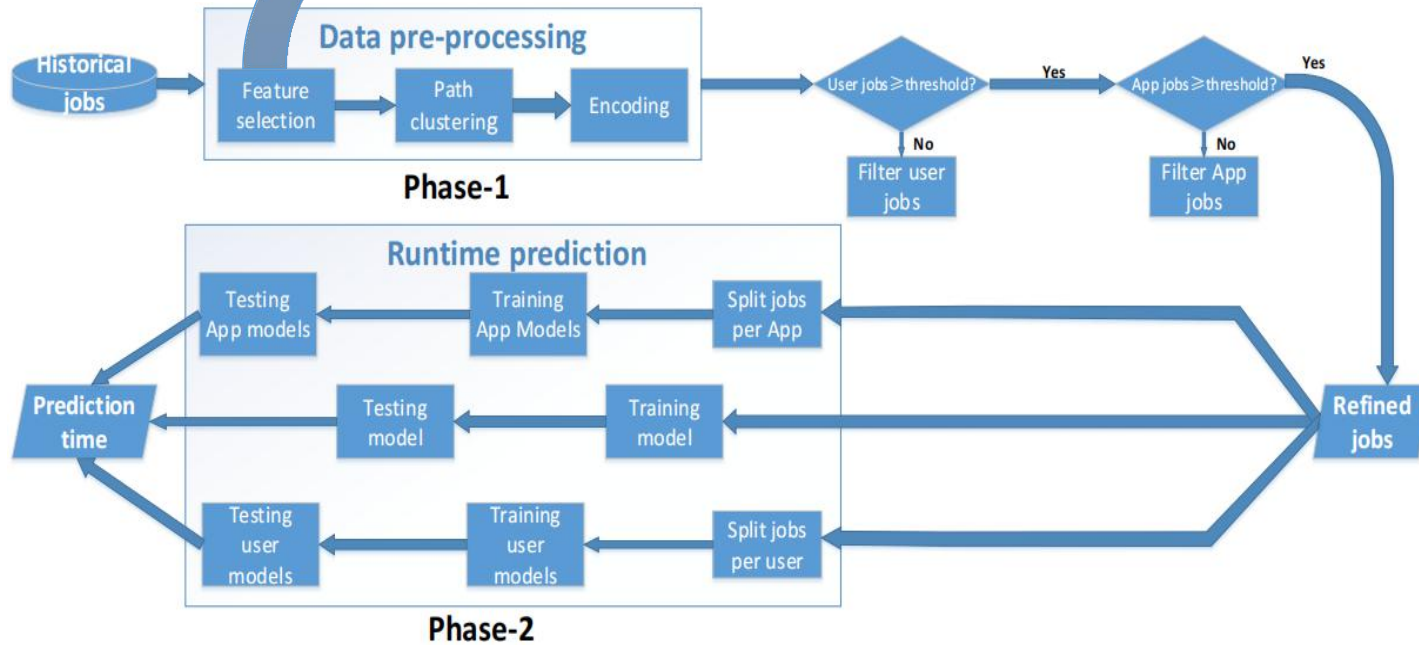 Data pre-processing
Historical
jobs
Feature
selection
Path
clustering
Encoding
Phase-1
User jobs≥threshold?
Yes
No
Filter user
jobs
App jobs≥threshold?
Yes
No
Filter App
jobs
Runtime prediction
Testing
App models
Training
App Models
Split jobs
per App
Prediction
time
Testing
model
Training
model
Refined
jobs
Testing
user
models
Training
user models
Split jobs
per user
Phase-2